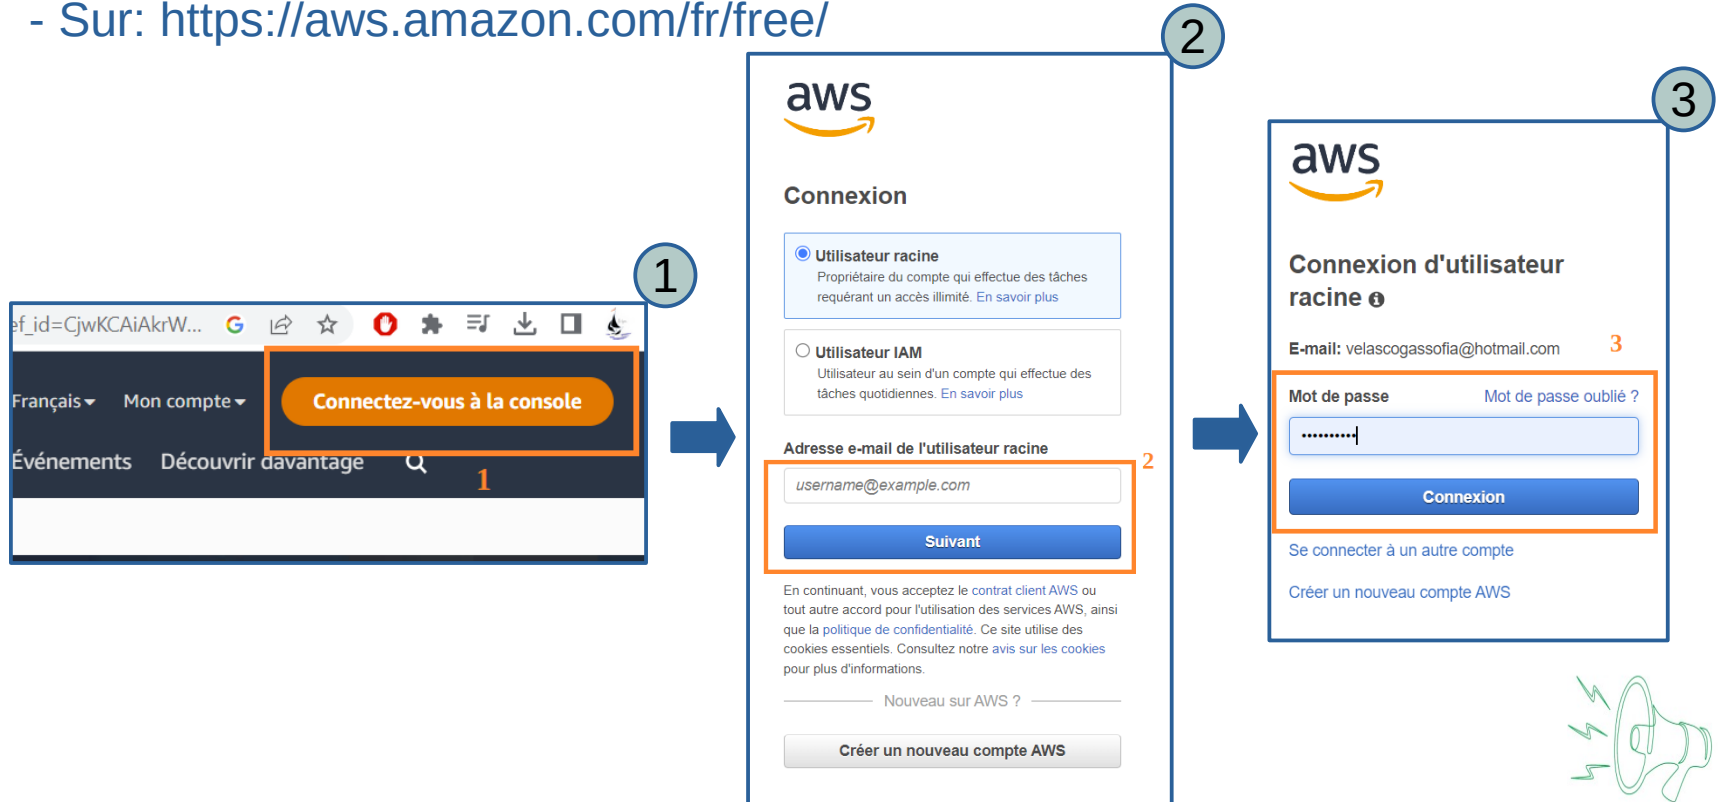 - Sur: https://aws.amazon.com/fr/free/
1
ef_id=CjwKCAiAkrW...
Français
Mon compte
Connectez-vous à la console
Événements
Découvrir davantage
1
2
aws
Connexion
Utilisateur racine
Propriétaire du compte qui effectue des tâches
requérant un accès illimité. En savoir plus
Utilisateur IAM
Utilisateur au sein d'un compte qui effectue des
tâches quotidiennes. En savoir plus
Adresse e-mail de l'utilisateur racine
2
username@example.com
Suivant
En continuant, vous acceptez le contrat client AWS ou
tout autre accord pour l'utilisation des services AWS, ainsi
que la politique de confidentialité. Ce site utilise des
cookies essentiels. Consultez notre avis sur les cookies
pour plus d'informations.
Nouveau sur AWS ?
Créer un nouveau compte AWS
3
aws
Connexion d'utilisateur
racine
E-mail: velascogassofia@hotmail.com
3
Mot de passe
Mot de passe oublié ?
Connexion
Se connecter à un autre compte
Créer un nouveau compte AWS